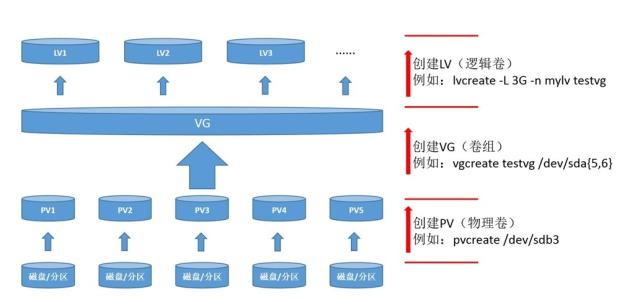 LV1
LV2
LV3
......
创建LV（逻辑卷）
例如：lvcreate -L 3G -n mylv testvg
VG
创建VG（卷组）
例如：vgcreate testvg /dev/sda{5,6}
PV1
PV2
PV3
PV4
PV5
创建PV（物理卷）
例如：pvcreate /dev/sdb3
磁盘/分区
磁盘/分区
磁盘/分区
磁盘/分区
磁盘/分区